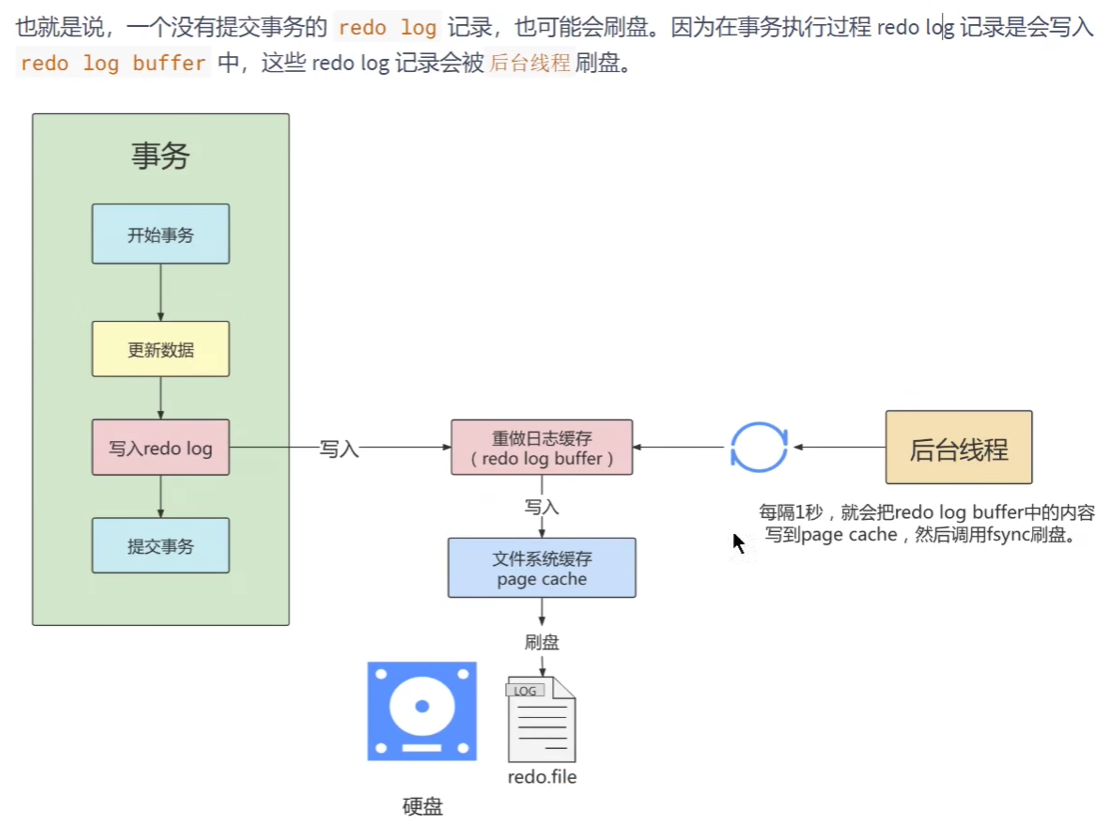 也就是说，一个没有提交事务的 redo log 记录，也可能会刷盘。因为在事务执行过程 redo log 记录是会写入
redo log buffer 中，这些 redo log 记录会被 后台线程 刷盘。
事务
开始事务
更新数据
写入redo log
提交事务
写入
重做日志缓存
（redo log buffer）
写入
文件系统缓存
page cache
刷盘
LOG
redo.file
硬盘
后台线程
每隔1秒，就会把redo log buffer中的内容
写到page cache，然后调用fsync刷盘。